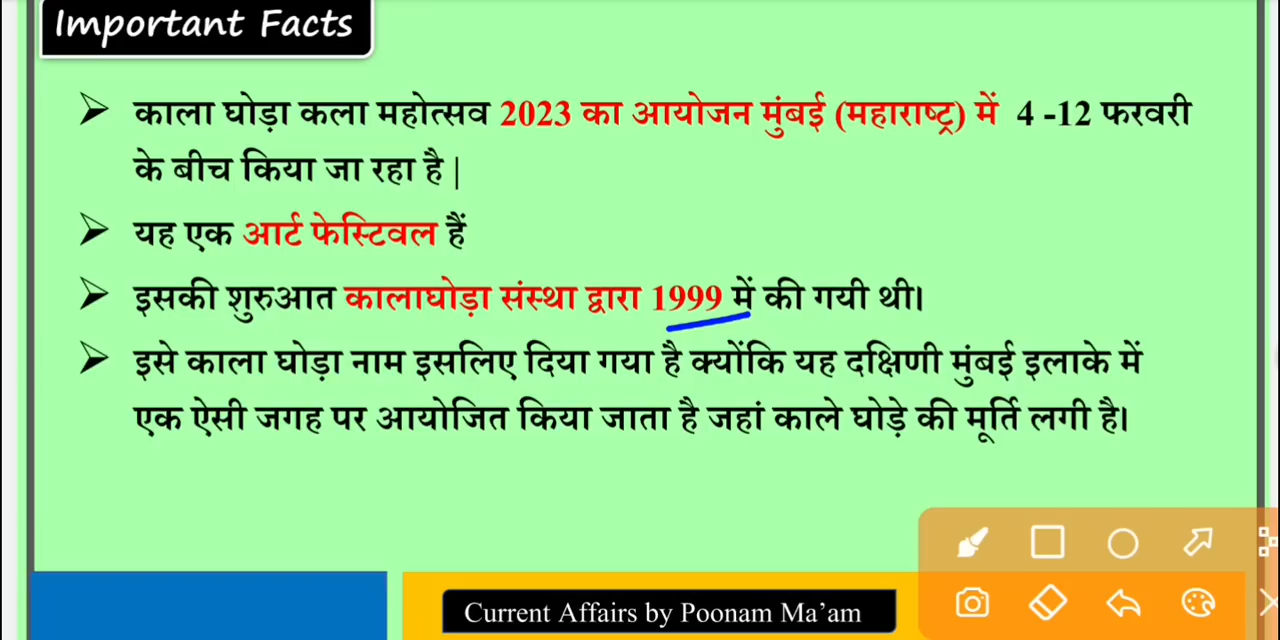 Important Facts
➢ काला घोड़ा कला महोत्सव 2023 का आयोजन मुंबई (महाराष्ट्र) में 4 -12 फरवरी
के बीच किया जा रहा है |
➢ यह एक आर्ट फेस्टिवल हैं
➢ इसकी शुरुआत कालाघोड़ा संस्था द्वारा 1999 में की गयी थी।
➢ इसे काला घोड़ा नाम इसलिए दिया गया है क्योंकि यह दक्षिणी मुंबई इलाके में
एक ऐसी जगह पर आयोजित किया जाता है जहां काले घोड़े की मूर्ति लगी है।
Current Affairs by Poonam Ma’am